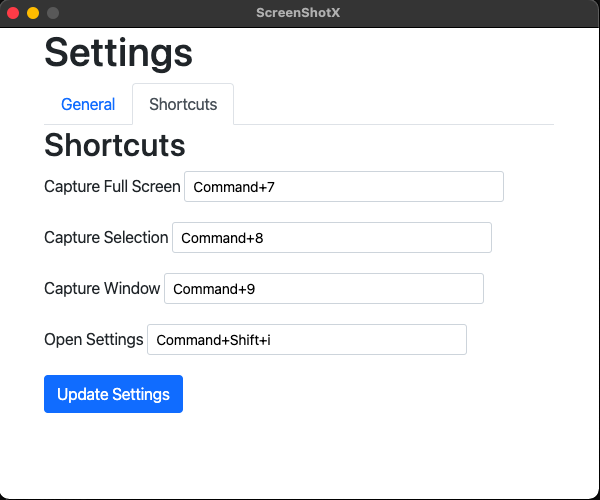 ScreenShotX
Settings
General Shortcuts
Shortcuts
Capture Full Screen Command+7
Capture Selection Command+8
Capture Window Command+9
Open Settings Command+Shift+i
Update Settings